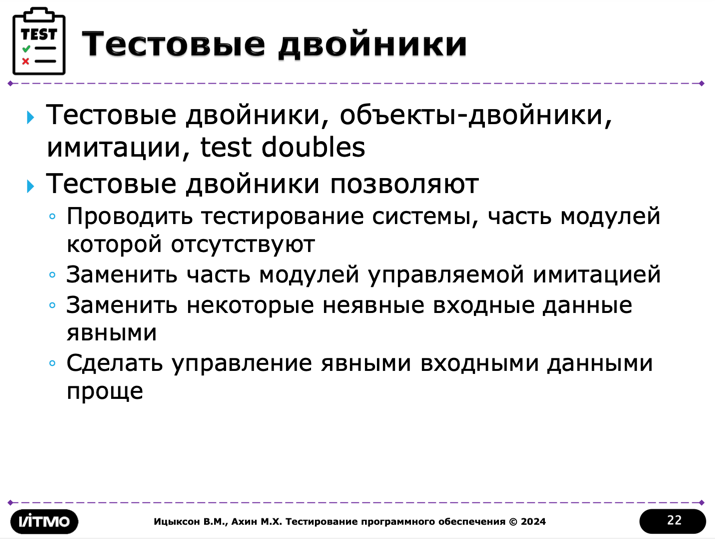 TEST
Тестовые двойники
Тестовые двойники, объекты-двойники,
имитации, test doubles
Тестовые двойники позволяют
Проводить тестирование системы, часть модулей
которой отсутствуют
Заменить часть модулей управляемой имитацией
Заменить некоторые неявные входные данные
явными
Сделать управление явными входными данными
проще
ИТМО
Ицыксон В.М., Ахин М.Х. Тестирование программного обеспечения © 2024
22